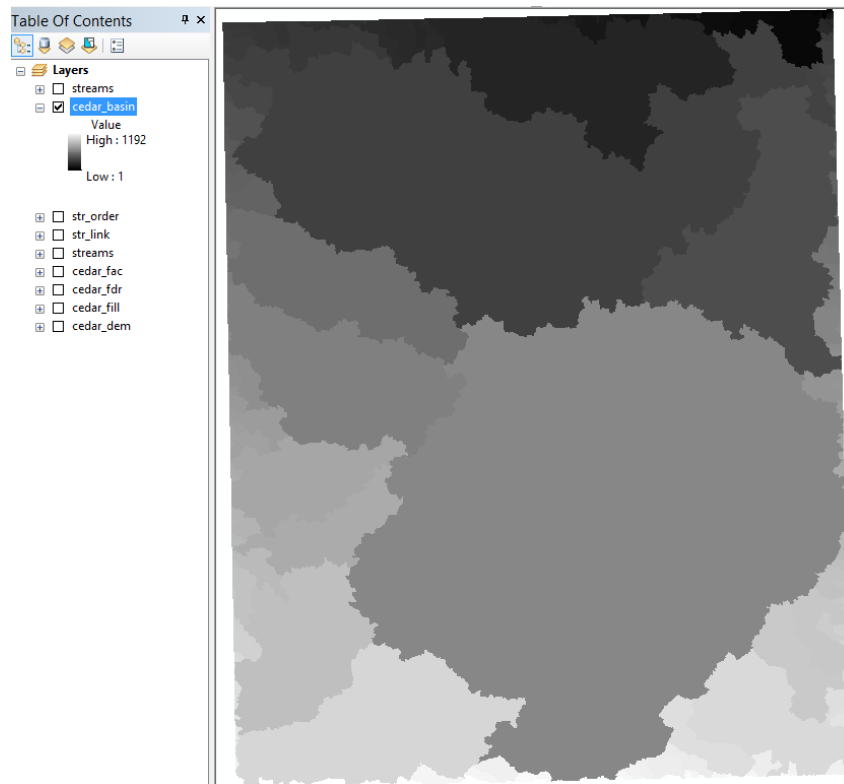 Table Of Contents
Layers
streams
cedar_basin
Value
High : 1192
Low : 1
str_order
str_link
streams
cedar_fac
cedar_fdr
cedar_fill
cedar_dem